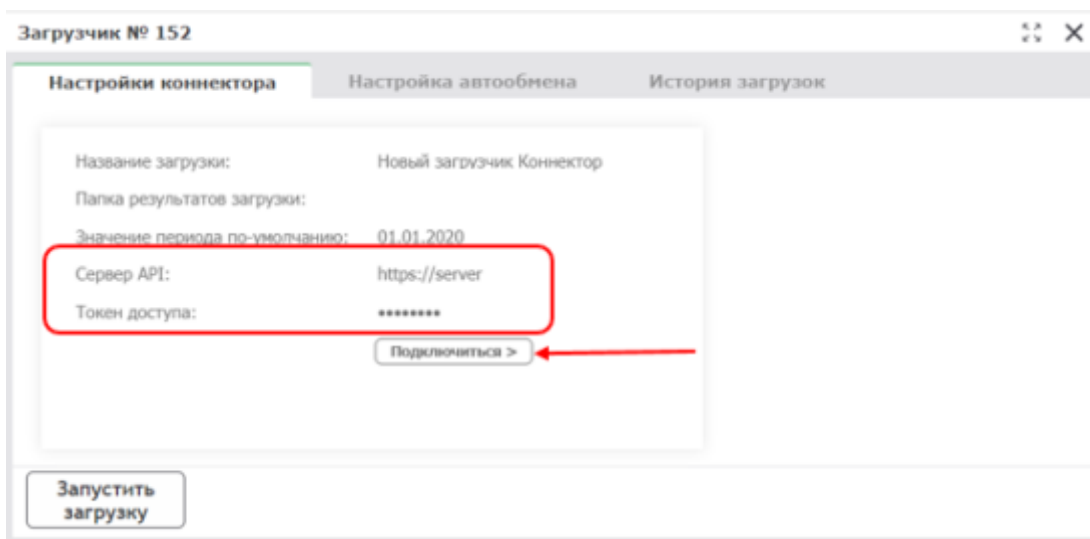 Загрузчик № 152
Настройки коннектора Настройка автообмена История загрузок
Название загрузки: Новый загрузчик Коннектор
Папка результатов загрузки:
Значение периода по-умолчанию: 01.01.2020
Сервер API: https://server
Токен доступа: ••••••••
Подключиться >
Запустить
загрузку